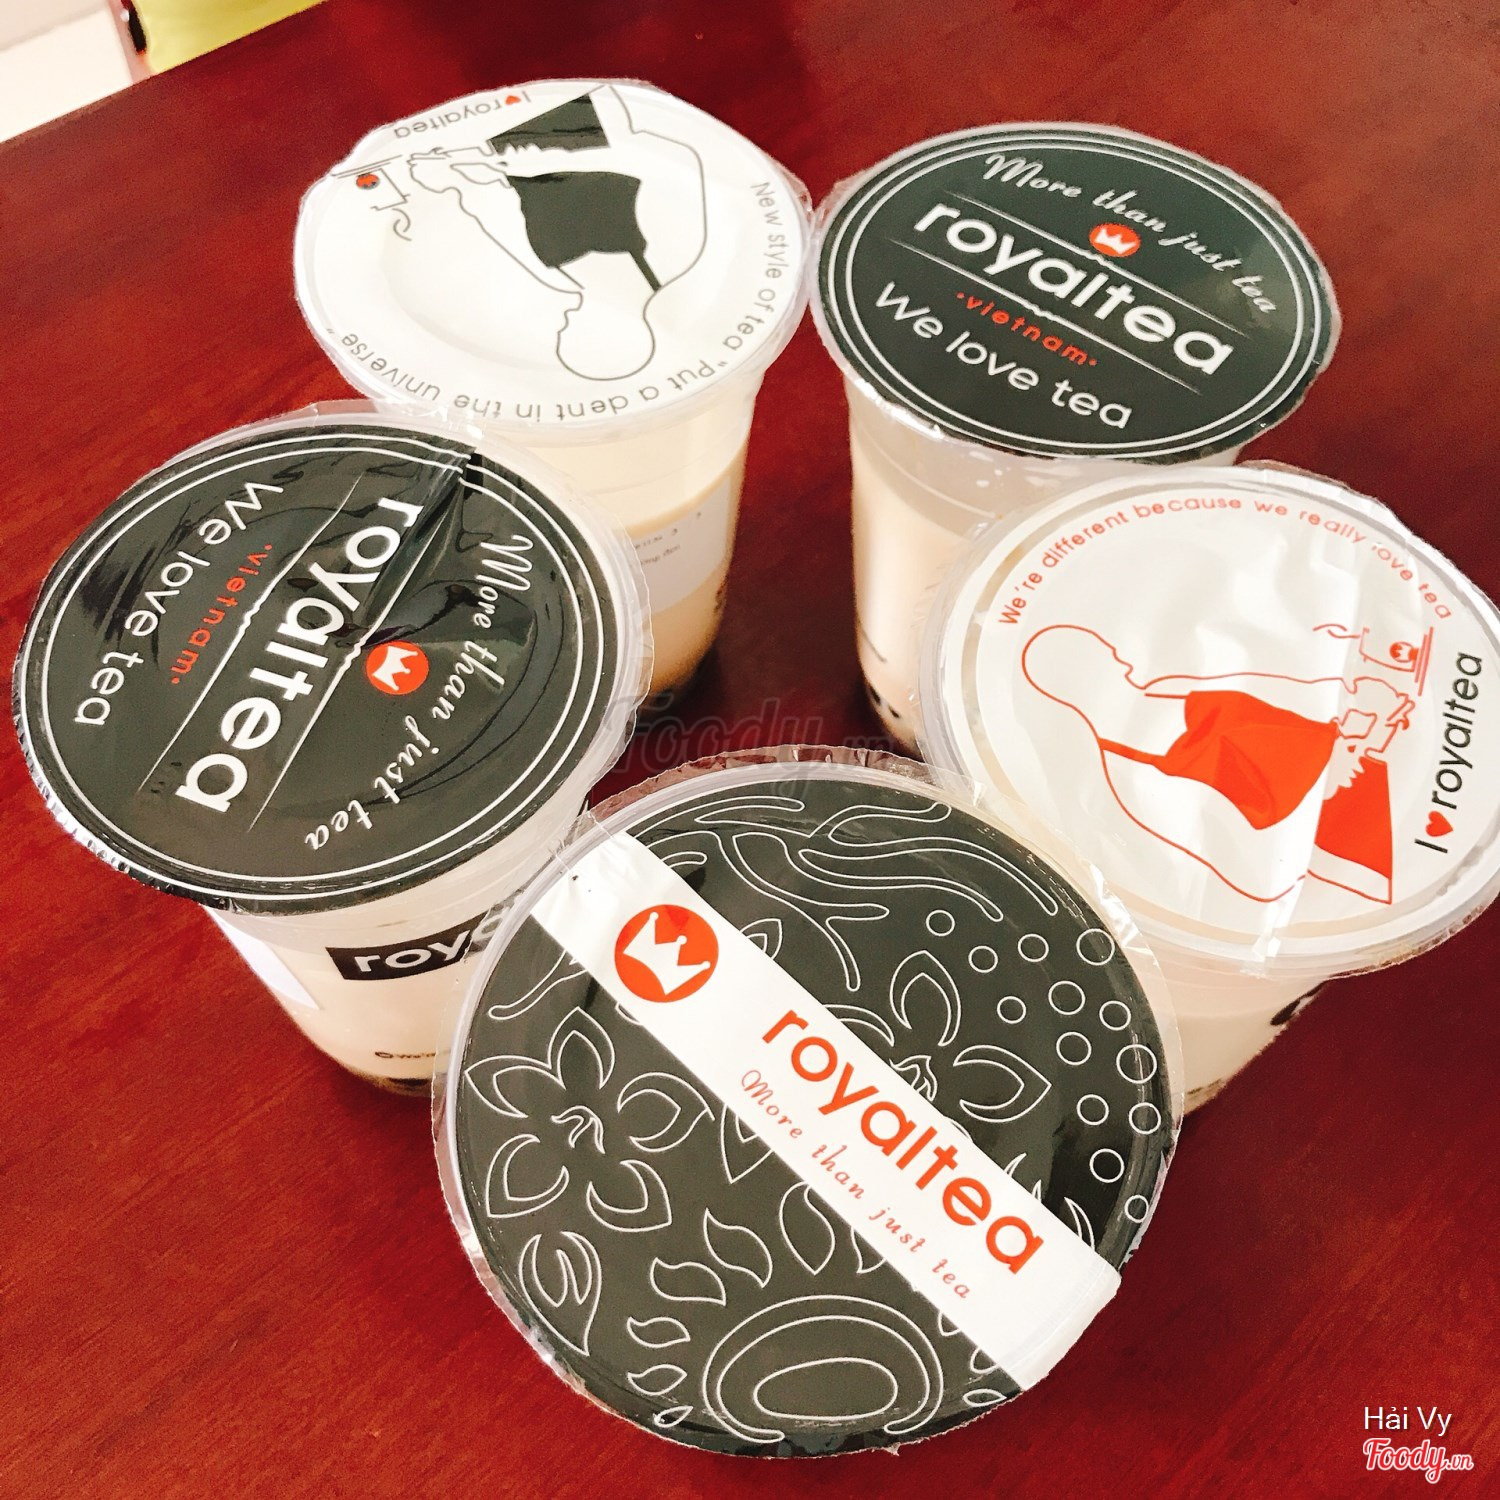 I ♥ royaltea
New style of tea "Put a dent in the universe"
More than just tea
royaltea
•vietnam•
We love tea
More than just tea
royaltea
•vietnam•
We love tea
We're different because we really love tea
I ♥ royaltea
royaltea
More than just tea
Foody.vn
Hải Vy
Foody.vn